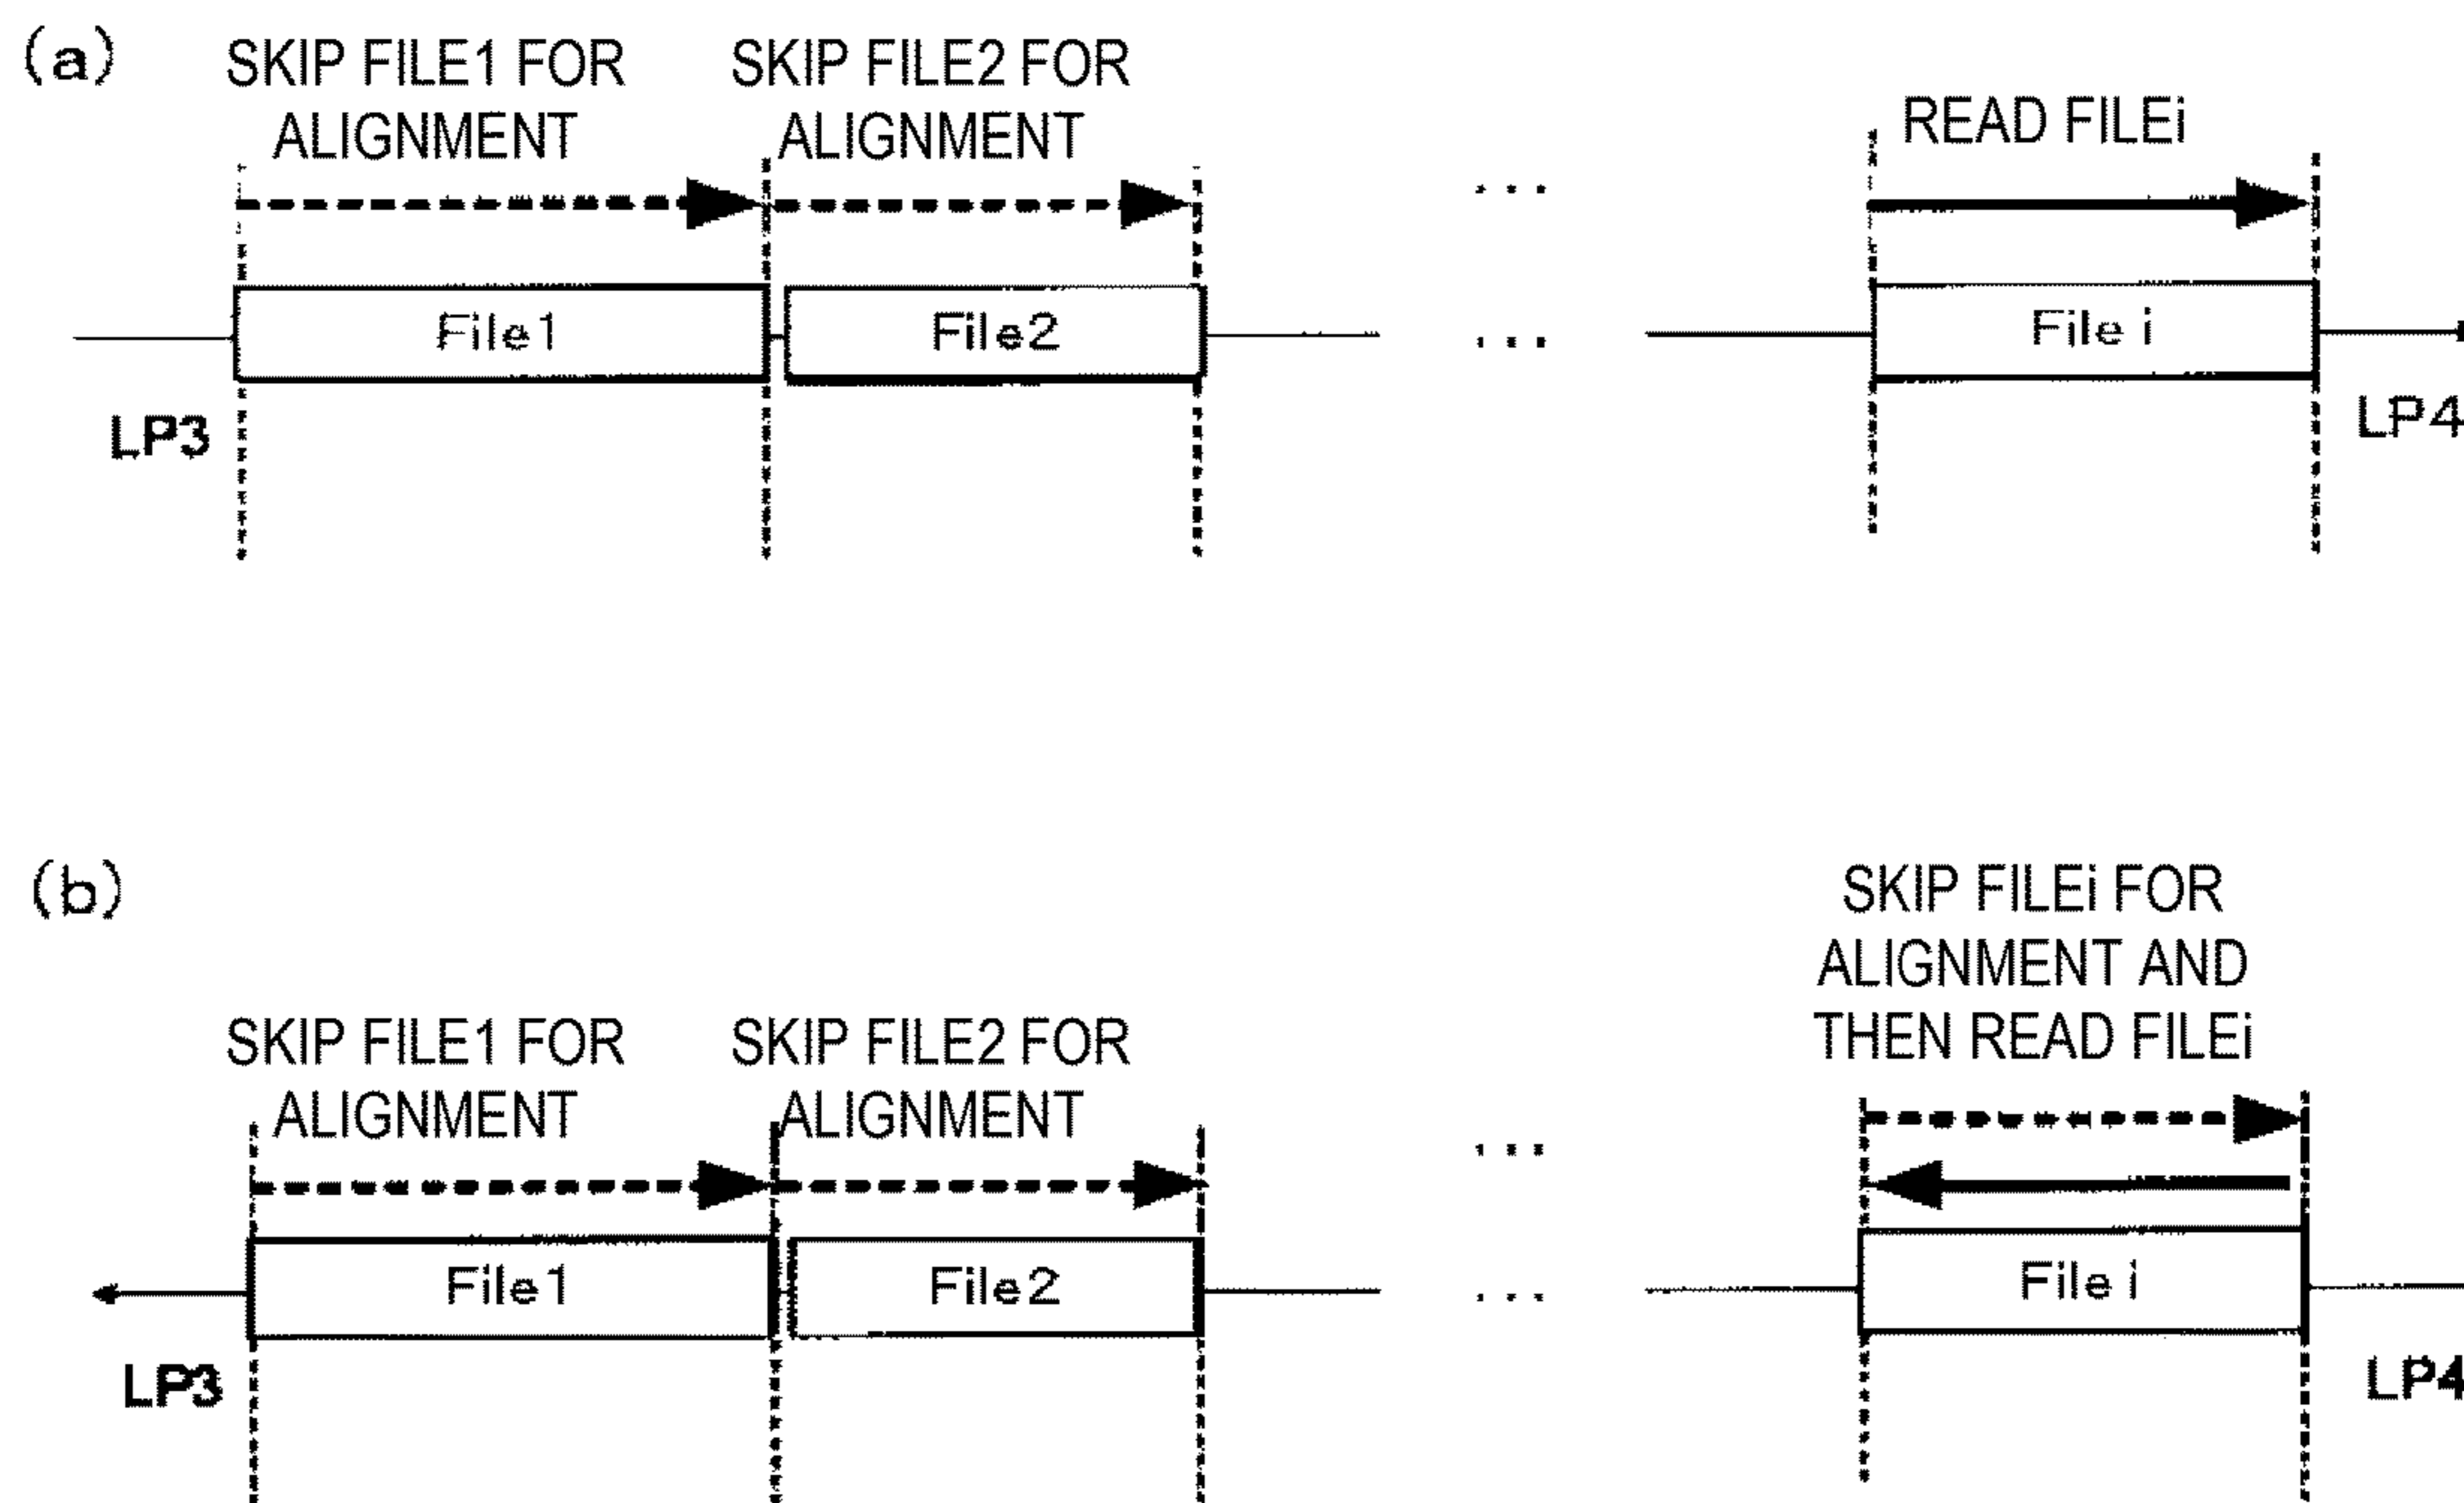 (a)
SKIP FILE1 FOR
ALIGNMENT
SKIP FILE2 FOR
ALIGNMENT
...
READ FILEi
File1
File2
...
File i
LP3
LP4
(b)
SKIP FILE1 FOR
ALIGNMENT
SKIP FILE2 FOR
ALIGNMENT
...
SKIP FILEi FOR
ALIGNMENT AND
THEN READ FILEi
File1
File2
...
File i
LP3
LP4